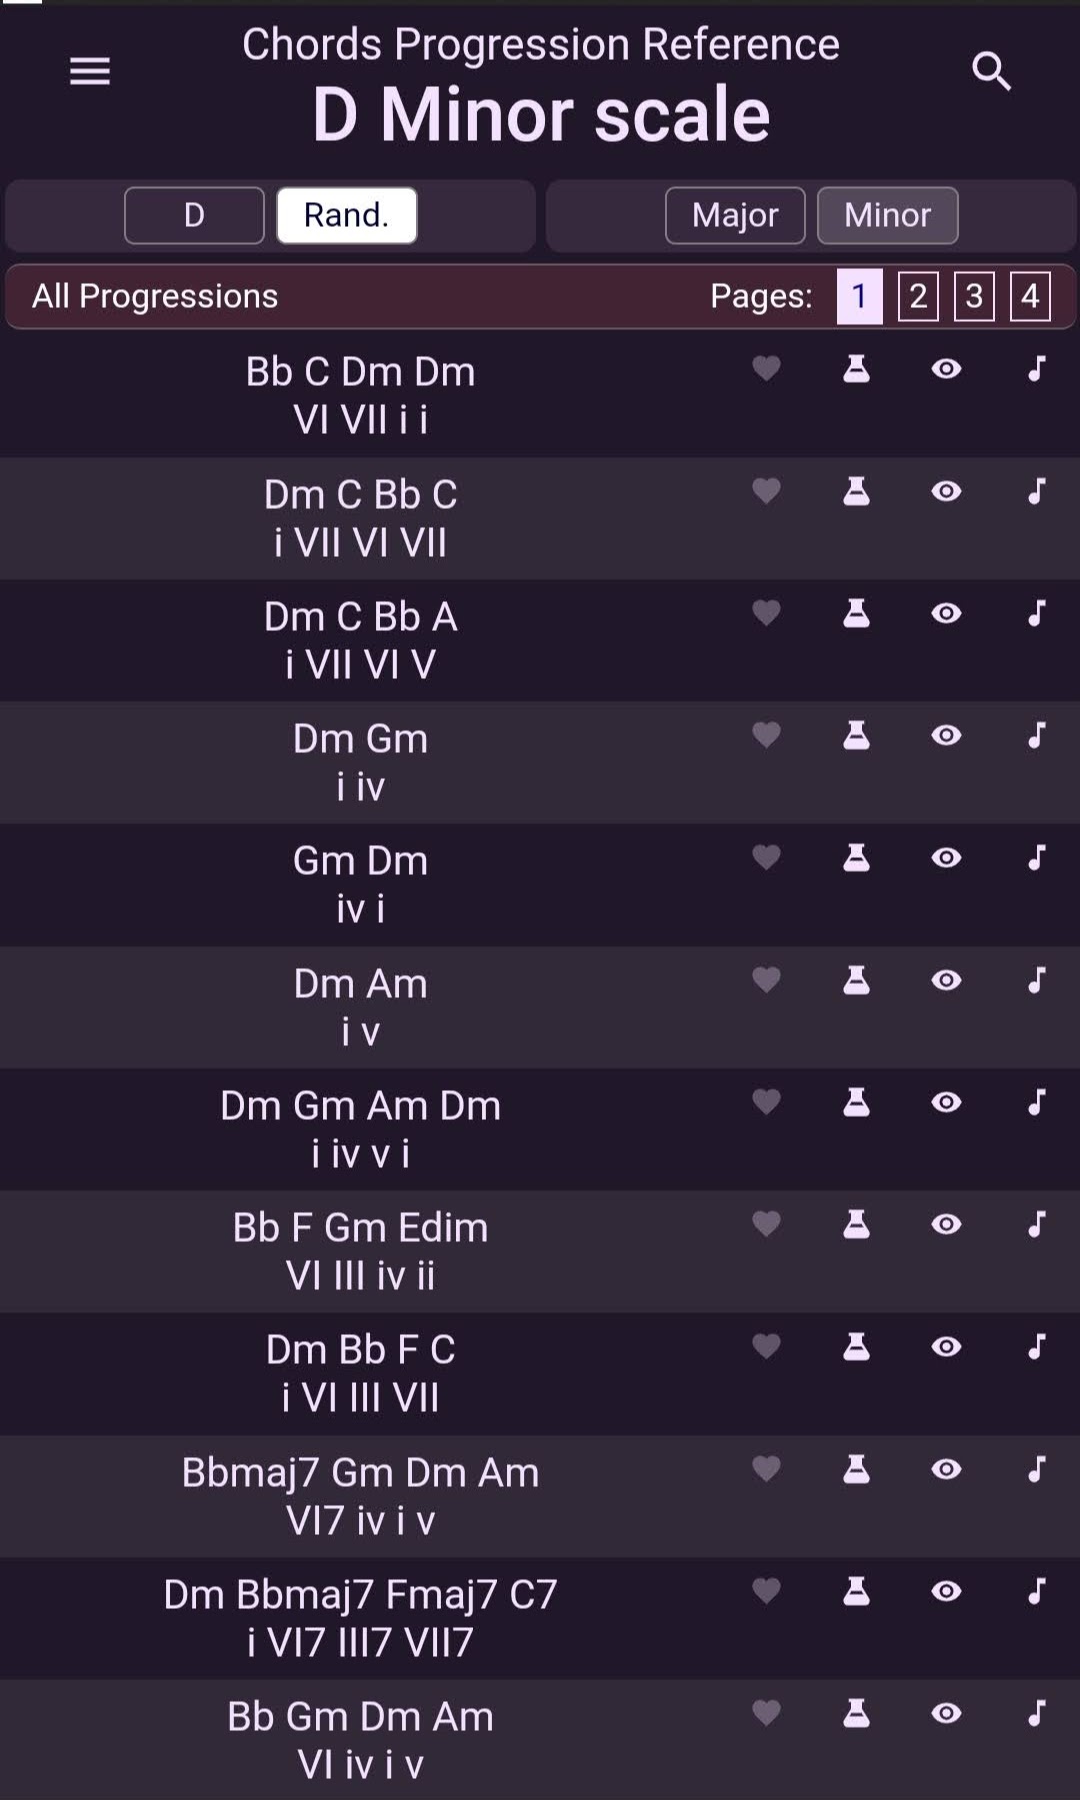 Chords Progression Reference
D Minor scale
D Rand. Major Minor
All Progressions Pages: 1 2 3 4
Bb C Dm Dm
VI VII i i
Dm C Bb C
i VII VI VII
Dm C Bb A
i VII VI V
Dm Gm
i iv
Gm Dm
iv i
Dm Am
i v
Dm Gm Am Dm
i iv v i
Bb F Gm Edim
VI III iv ii
Dm Bb F C
i VI III VII
Bbmaj7 Gm Dm Am
VI7 iv i v
Dm Bbmaj7 Fmaj7 C7
i VI7 III7 VII7
Bb Gm Dm Am
VI iv i v